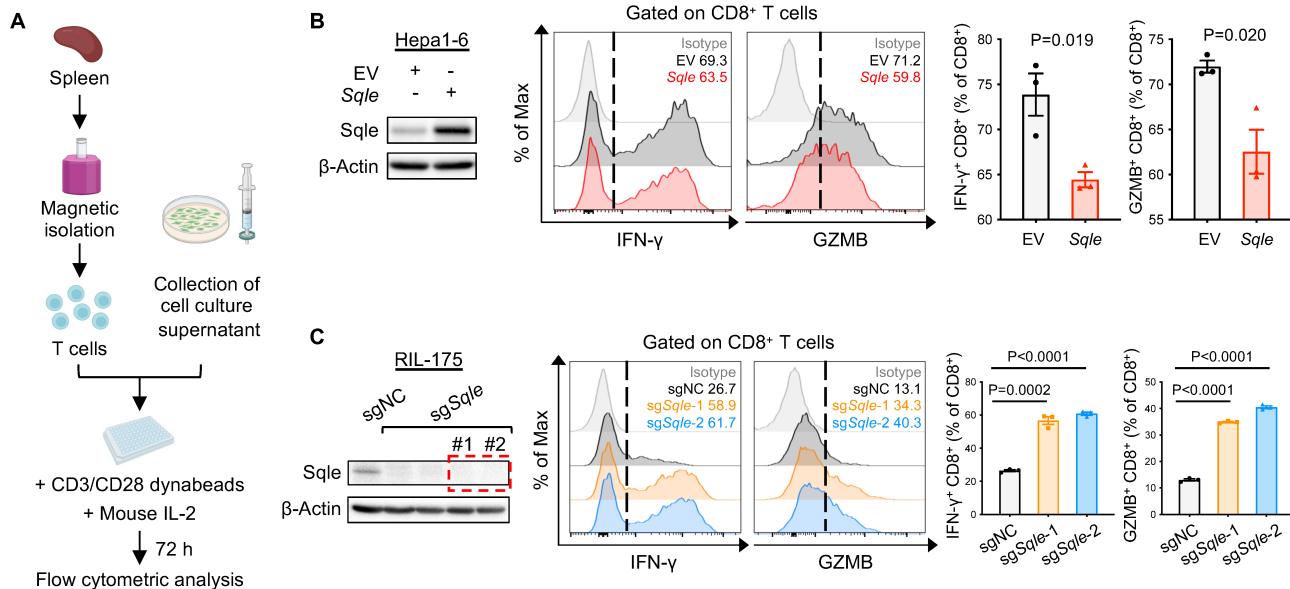 A
Spleen
Magnetic
isolation
T cells
Collection of
cell culture
supernatant
+ CD3/CD28 dynabeads
+ Mouse IL-2
72 h
Flow cytometric analysis
B
Hepa1-6
EV + -
Sqle - +
Sqle
β-Actin
Gated on CD8⁺ T cells
% of Max
Isotype
EV 69.3
Sqle 63.5
IFN-γ
Isotype
EV 71.2
Sqle 59.8
GZMB
IFN-γ⁺ CD8⁺ (% of CD8⁺)
P=0.019
80
75
70
65
60
EV Sqle
GZMB⁺ CD8⁺ (% of CD8⁺)
P=0.020
75
70
65
60
55
EV Sqle
C
RIL-175
sgNC sgSqle
#1 #2
Sqle
β-Actin
Gated on CD8⁺ T cells
% of Max
Isotype
sgNC 26.7
sgSqle-1 58.9
sgSqle-2 61.7
IFN-γ
Isotype
sgNC 13.1
sgSqle-1 34.3
sgSqle-2 40.3
GZMB
IFN-γ⁺ CD8⁺ (% of CD8⁺)
P<0.0001
P=0.0002
80
60
40
20
0
sgNC sgSqle-1 sgSqle-2
GZMB⁺ CD8⁺ (% of CD8⁺)
P<0.0001
P<0.0001
50
40
30
20
10
0
sgNC sgSqle-1 sgSqle-2